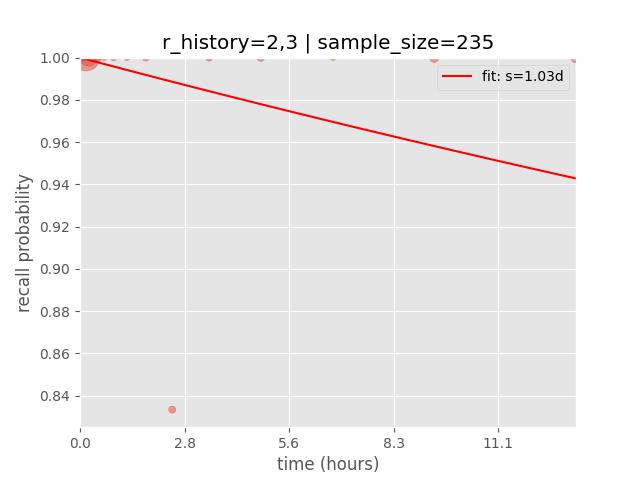 r_history=2,3 | sample_size=235
fit: s=1.03d
recall probability
1.00
0.98
0.96
0.94
0.92
0.90
0.88
0.86
0.84
0.0 2.8 5.6 8.3 11.1
time (hours)